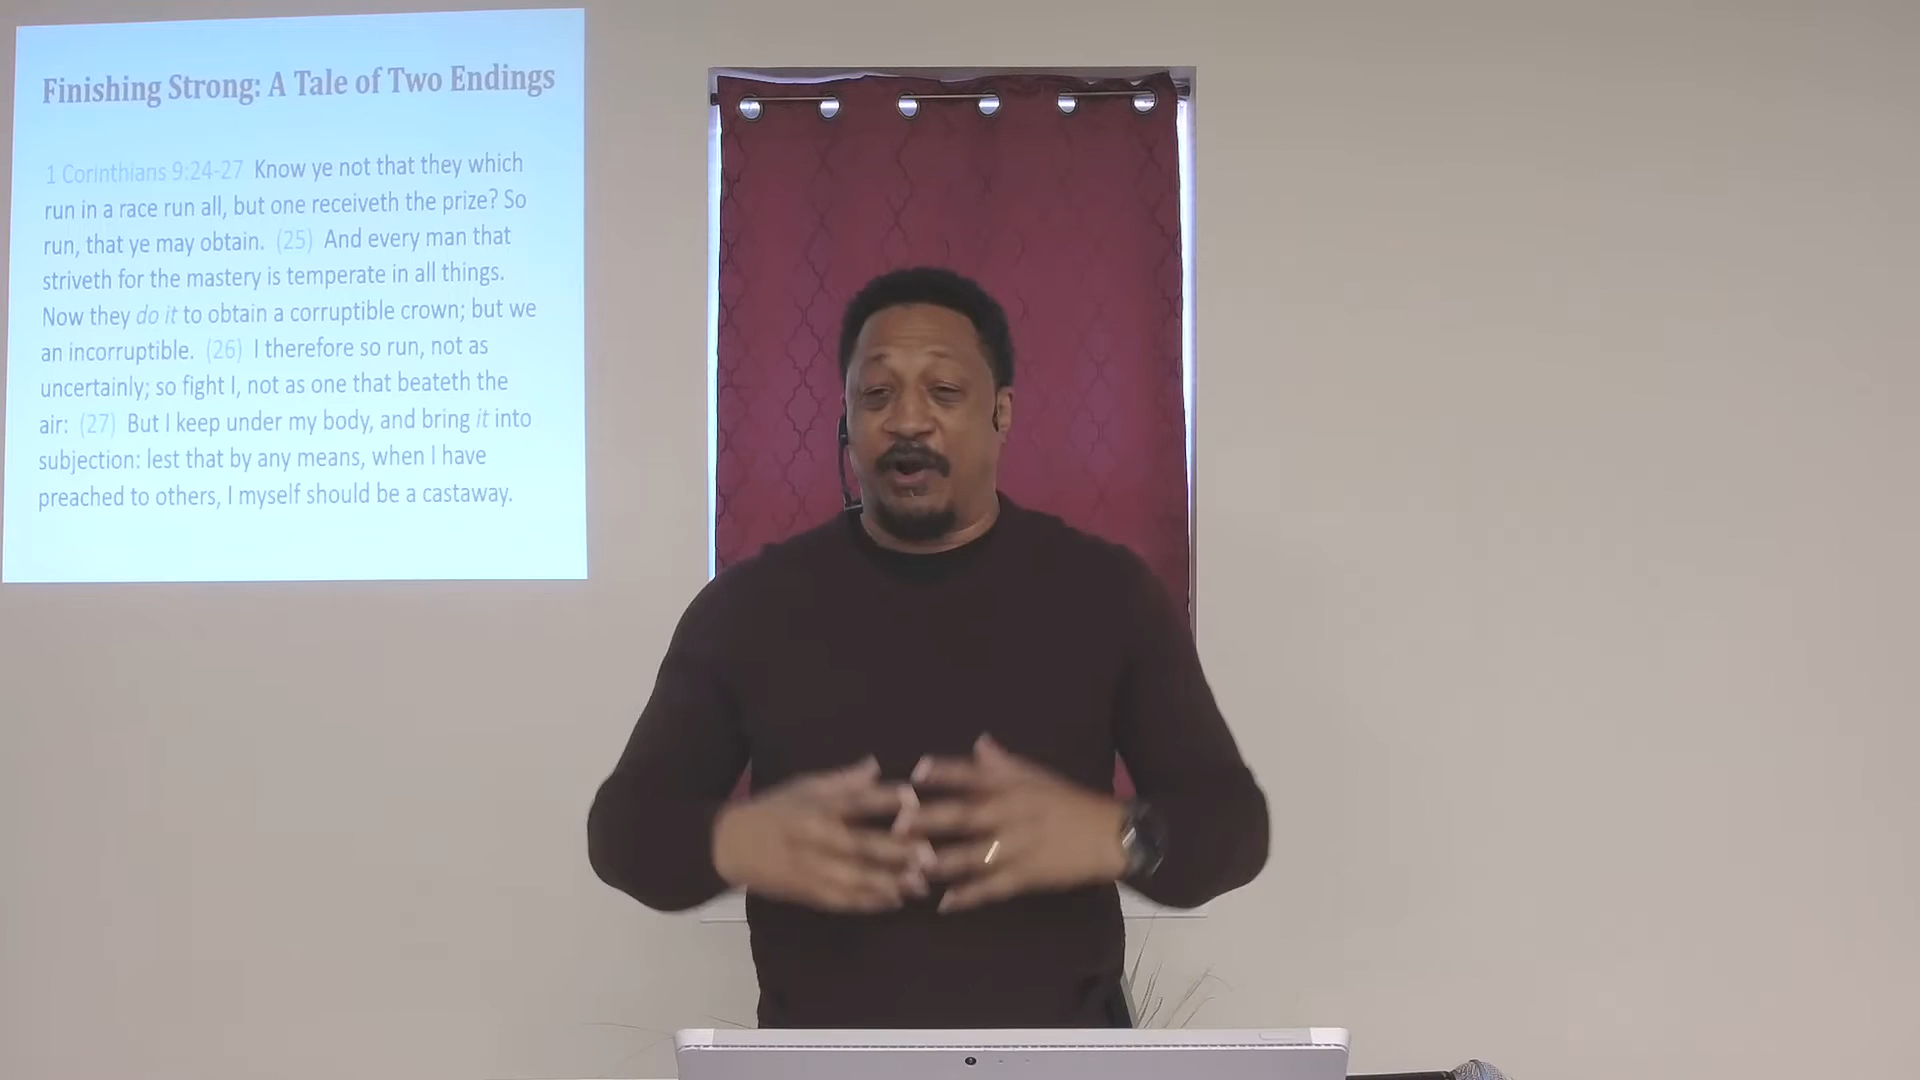 Finishing Strong: A Tale of Two Endings
1 Corinthians 9:24-27 Know ye not that they which
run in a race run all, but one receiveth the prize? So
run, that ye may obtain. (25) And every man that
striveth for the mastery is temperate in all things.
Now they do it to obtain a corruptible crown; but we
an incorruptible. (26) I therefore so run, not as
uncertainly; so fight I, not as one that beateth the
air: (27) But I keep under my body, and bring it into
subjection: lest that by any means, when I have
preached to others, I myself should be a castaway.